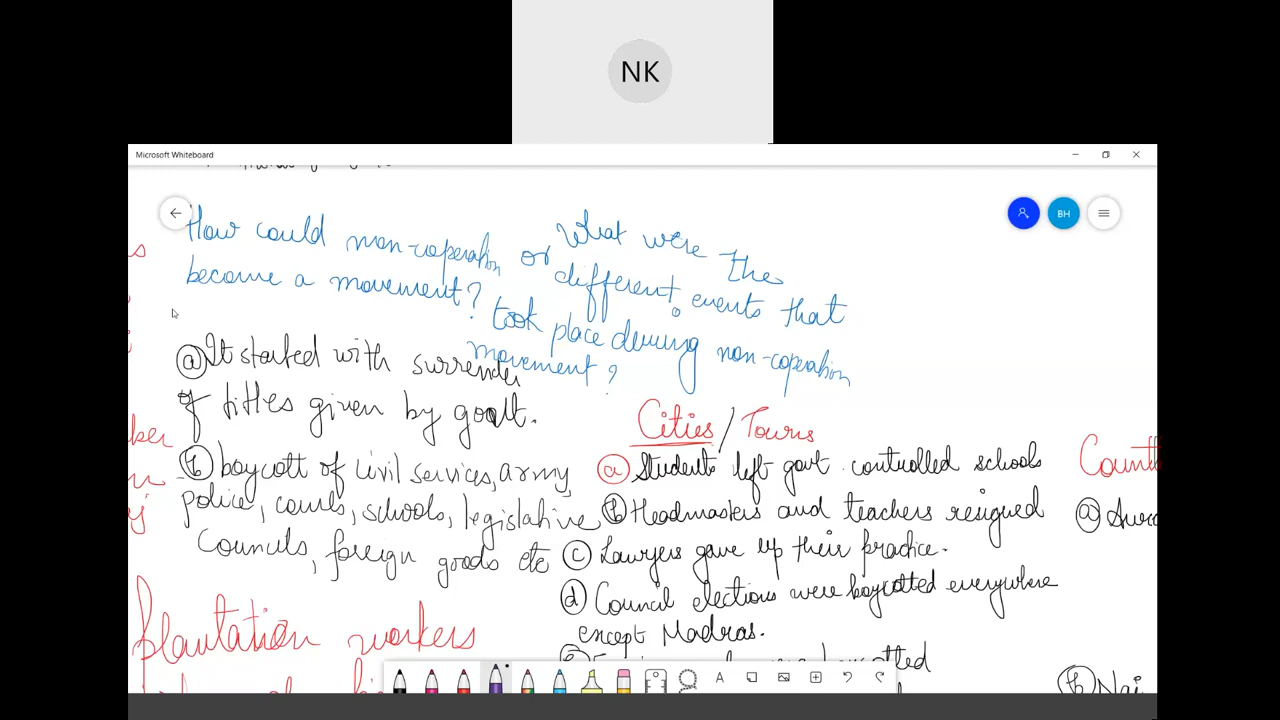 NK
Microsoft Whiteboard
BH
How could non-coperation
become a movement?
or
What were the
different events that
took place during non-coperation
movement?
ⓐ It started with surrender
of titles given by govt.
ⓑ boycott of civil services, army,
police, courts, schools, legislative
Councils, foreign goods etc
Cities / Towns
ⓐ Students left govt. controlled schools
ⓑ Headmasters and teachers resigned
ⓒ Lawyers gave up their practice.
ⓓ Council elections were boycotted everywhere
except Madras.
Plantation workers
ⓐ
ⓑ